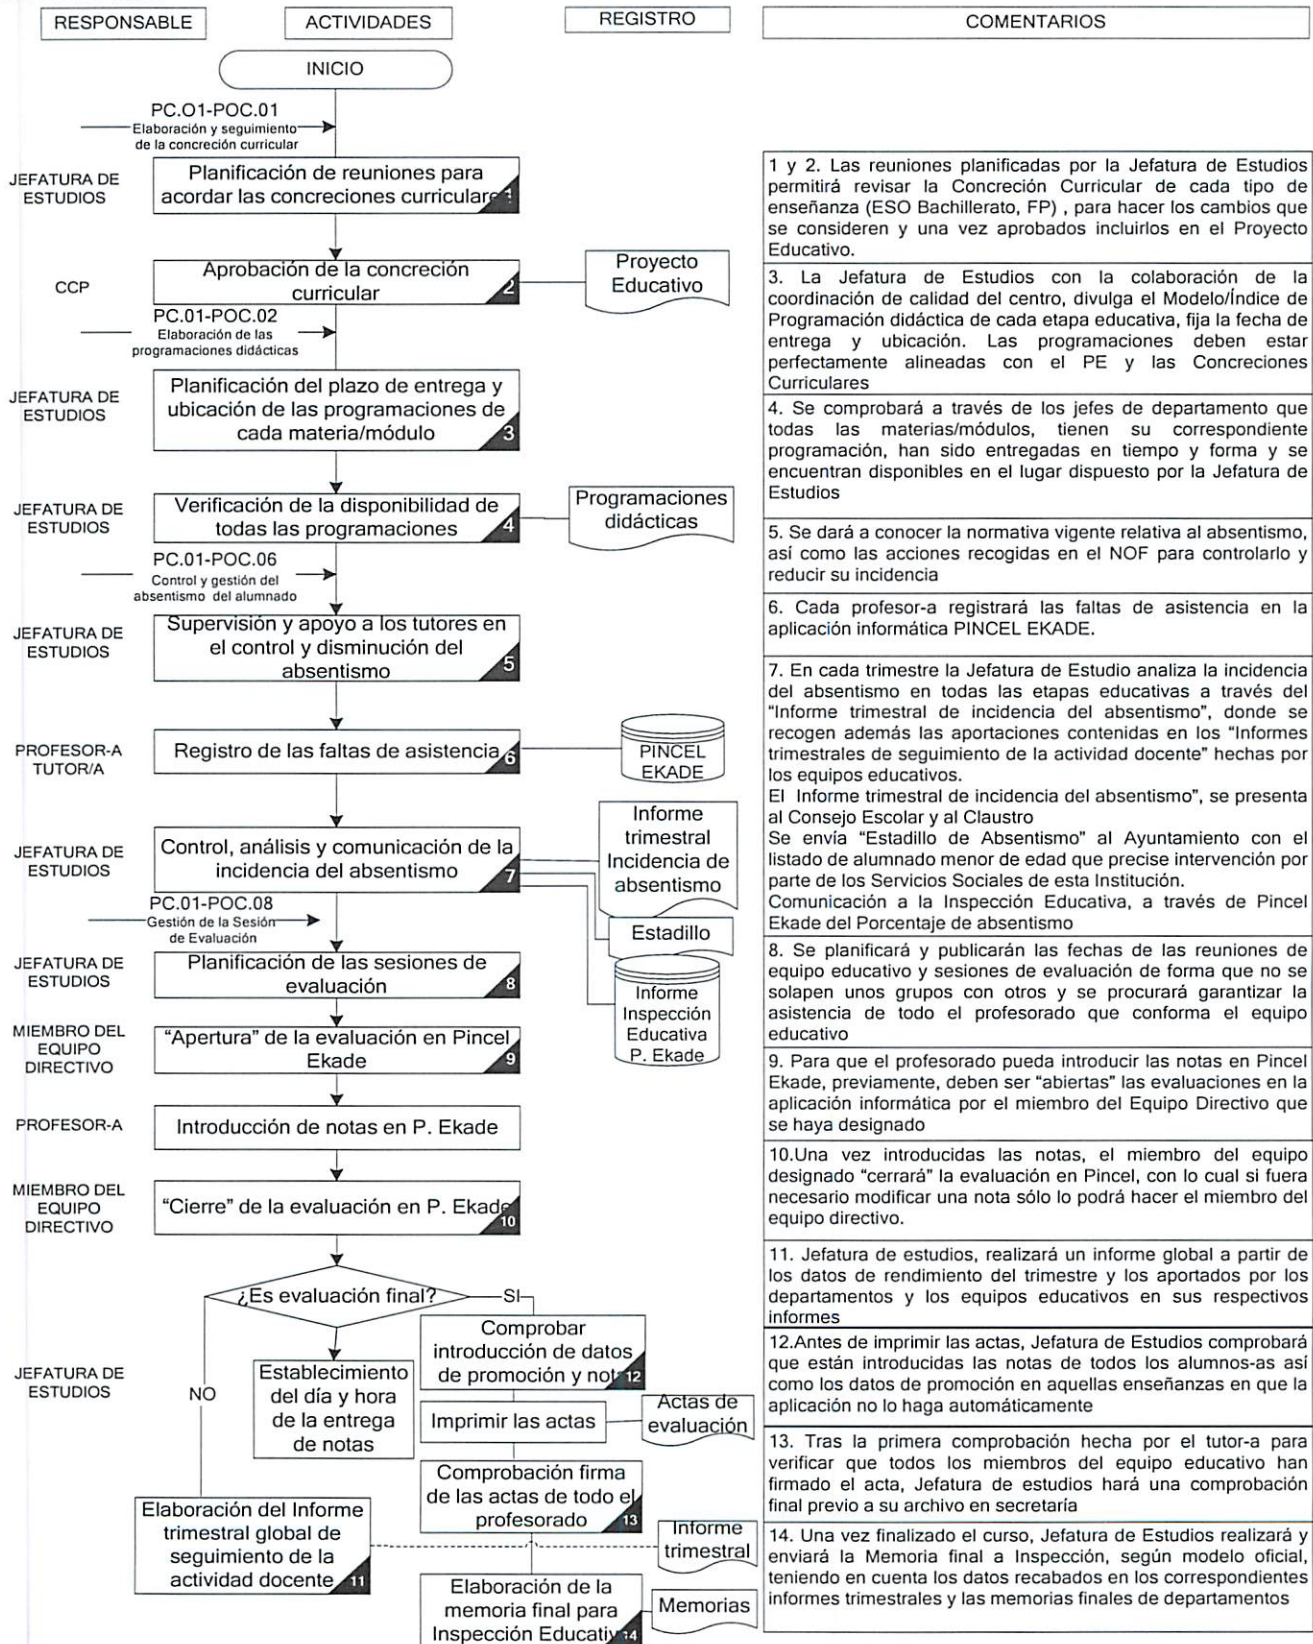 RESPONSABLE
ACTIVIDADES
REGISTRO
COMENTARIOS
INICIO
PC.O1-POC.01
Elaboración y seguimiento
de la concreción curricular
JEFATURA DE
ESTUDIOS
Planificación de reuniones para
acordar las concreciones curriculares
1
CCP
Aprobación de la concreción
curricular
2
Proyecto
Educativo
PC.01-POC.02
Elaboración de las
programaciones didácticas
JEFATURA DE
ESTUDIOS
Planificación del plazo de entrega y
ubicación de las programaciones de
cada materia/módulo
3
JEFATURA DE
ESTUDIOS
Verificación de la disponibilidad de
todas las programaciones
4
Programaciones
didácticas
PC.01-POC.06
Control y gestión del
absentismo del alumnado
JEFATURA DE
ESTUDIOS
Supervisión y apoyo a los tutores en
el control y disminución del
absentismo
5
PROFESOR-A
TUTOR/A
Registro de las faltas de asistencia
6
PINCEL
EKADE
JEFATURA DE
ESTUDIOS
Control, análisis y comunicación de la
incidencia del absentismo
7
Informe
trimestral
Incidencia de
absentismo
Estadillo
Informe
Inspección
Educativa
P. Ekade
PC.01-POC.08
Gestión de la Sesión
de Evaluación
JEFATURA DE
ESTUDIOS
Planificación de las sesiones de
evaluación
8
MIEMBRO DEL
EQUIPO
DIRECTIVO
“Apertura” de la evaluación en Pincel
Ekade
9
PROFESOR-A
Introducción de notas en P. Ekade
MIEMBRO DEL
EQUIPO
DIRECTIVO
“Cierre” de la evaluación en P. Ekade
10
¿Es evaluación final?
SI
NO
JEFATURA DE
ESTUDIOS
Establecimiento
del día y hora
de la entrega
de notas
Comprobar
introducción de datos
de promoción y notas
12
Imprimir las actas
Actas de
evaluación
Comprobación firma
de las actas de todo el
profesorado
13
Elaboración del Informe
trimestral global de
seguimiento de la
actividad docente
11
Informe
trimestral
Elaboración de la
memoria final para
Inspección Educativa
14
Memorias
1 y 2. Las reuniones planificadas por la Jefatura de Estudios
permitirá revisar la Concreción Curricular de cada tipo de
enseñanza (ESO Bachillerato, FP) , para hacer los cambios que
se consideren y una vez aprobados incluirlos en el Proyecto
Educativo.
3. La Jefatura de Estudios con la colaboración de la
coordinación de calidad del centro, divulga el Modelo/Índice de
Programación didáctica de cada etapa educativa, fija la fecha de
entrega y ubicación. Las programaciones deben estar
perfectamente alineadas con el PE y las Concreciones
Curriculares
4. Se comprobará a través de los jefes de departamento que
todas las materias/módulos, tienen su correspondiente
programación, han sido entregadas en tiempo y forma y se
encuentran disponibles en el lugar dispuesto por la Jefatura de
Estudios
5. Se dará a conocer la normativa vigente relativa al absentismo,
así como las acciones recogidas en el NOF para controlarlo y
reducir su incidencia
6. Cada profesor-a registrará las faltas de asistencia en la
aplicación informática PINCEL EKADE.
7. En cada trimestre la Jefatura de Estudio analiza la incidencia
del absentismo en todas las etapas educativas a través del
“Informe trimestral de incidencia del absentismo”, donde se
recogen además las aportaciones contenidas en los “Informes
trimestrales de seguimiento de la actividad docente” hechas por
los equipos educativos.
El Informe trimestral de incidencia del absentismo”, se presenta
al Consejo Escolar y al Claustro
Se envía “Estadillo de Absentismo” al Ayuntamiento con el
listado de alumnado menor de edad que precise intervención por
parte de los Servicios Sociales de esta Institución.
Comunicación a la Inspección Educativa, a través de Pincel
Ekade del Porcentaje de absentismo
8. Se planificará y publicarán las fechas de las reuniones de
equipo educativo y sesiones de evaluación de forma que no se
solapen unos grupos con otros y se procurará garantizar la
asistencia de todo el profesorado que conforma el equipo
educativo
9. Para que el profesorado pueda introducir las notas en Pincel
Ekade, previamente, deben ser “abiertas” las evaluaciones en la
aplicación informática por el miembro del Equipo Directivo que
se haya designado
10.Una vez introducidas las notas, el miembro del equipo
designado “cerrará” la evaluación en Pincel, con lo cual si fuera
necesario modificar una nota sólo lo podrá hacer el miembro del
equipo directivo.
11. Jefatura de estudios, realizará un informe global a partir de
los datos de rendimiento del trimestre y los aportados por los
departamentos y los equipos educativos en sus respectivos
informes
12.Antes de imprimir las actas, Jefatura de Estudios comprobará
que están introducidas las notas de todos los alumnos-as así
como los datos de promoción en aquellas enseñanzas en que la
aplicación no lo haga automáticamente
13. Tras la primera comprobación hecha por el tutor-a para
verificar que todos los miembros del equipo educativo han
firmado el acta, Jefatura de estudios hará una comprobación
final previo a su archivo en secretaría
14. Una vez finalizado el curso, Jefatura de Estudios realizará y
enviará la Memoria final a Inspección, según modelo oficial,
teniendo en cuenta los datos recabados en los correspondientes
informes trimestrales y las memorias finales de departamentos